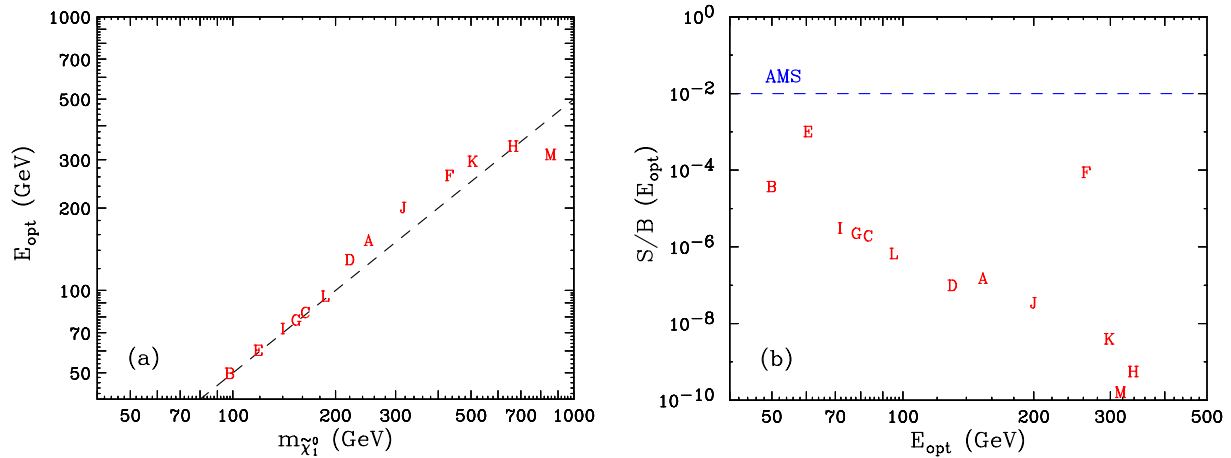 1000
700
500
300
200
100
70
50
E_opt (GeV)
B
E
I
G
C
L
D
A
J
F
K
H
M
(a)
50 70 100 200 300 500 700 1000
m_χ̃₁⁰ (GeV)
10⁰
10⁻²
10⁻⁴
10⁻⁶
10⁻⁸
10⁻¹⁰
S/B (E_opt)
AMS
E
B
F
I
G
C
L
D
A
J
K
H
M
(b)
50 70 100 200 300 500
E_opt (GeV)